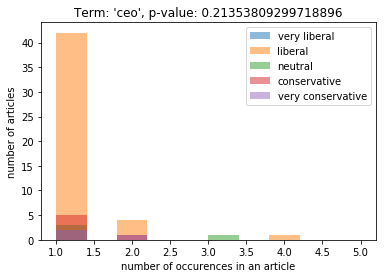 Term: 'ceo', p-value: 0.21353809299718896
very liberal
liberal
neutral
conservative
very conservative
number of articles
40
35
30
25
20
15
10
5
0
1.0 1.5 2.0 2.5 3.0 3.5 4.0 4.5 5.0
number of occurences in an article